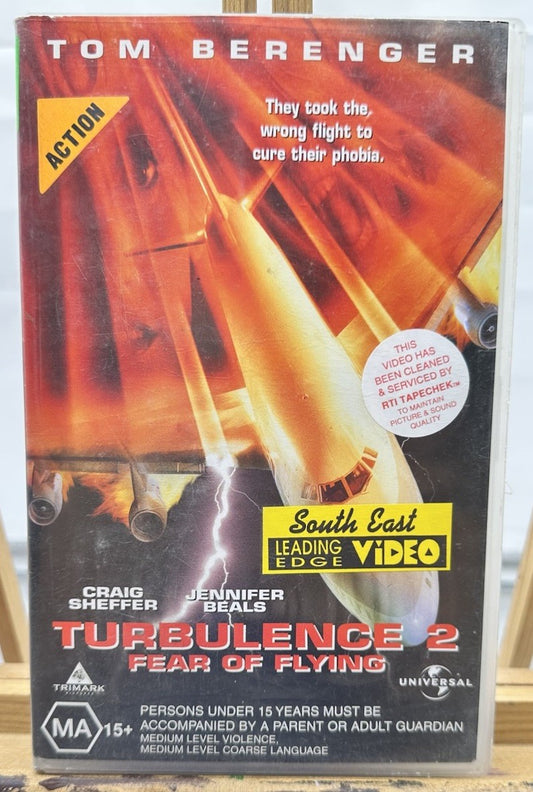 TOM BERENGER
ACTION
They took the
wrong flight to
cure their phobia.
THIS
VIDEO HAS
BEEN CLEANED
& SERVICED BY
RTI TAPECHEK™
TO MAINTAIN
PICTURE & SOUND
QUALITY
South East
LEADING
EDGE
ViDEO
CRAIG
SHEFFER
JENNIFER
BEALS
TURBULENCE 2
FEAR OF FLYING
TRIMARK
PICTURES
UNIVERSAL
MA 15+
PERSONS UNDER 15 YEARS MUST BE
ACCOMPANIED BY A PARENT OR ADULT GUARDIAN
MEDIUM LEVEL VIOLENCE,
MEDIUM LEVEL COARSE LANGUAGE